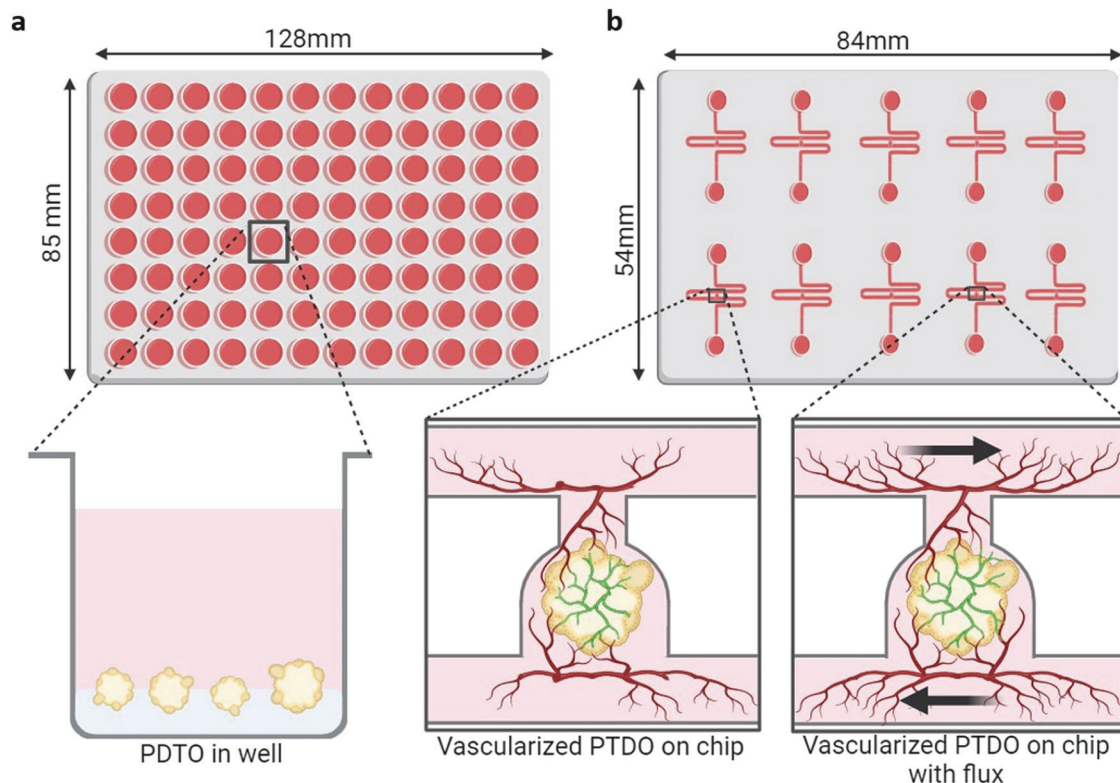 a
128mm
85 mm
b
84mm
54mm
PDTO in well
Vascularized PTDO on chip
Vascularized PTDO on chip
with flux